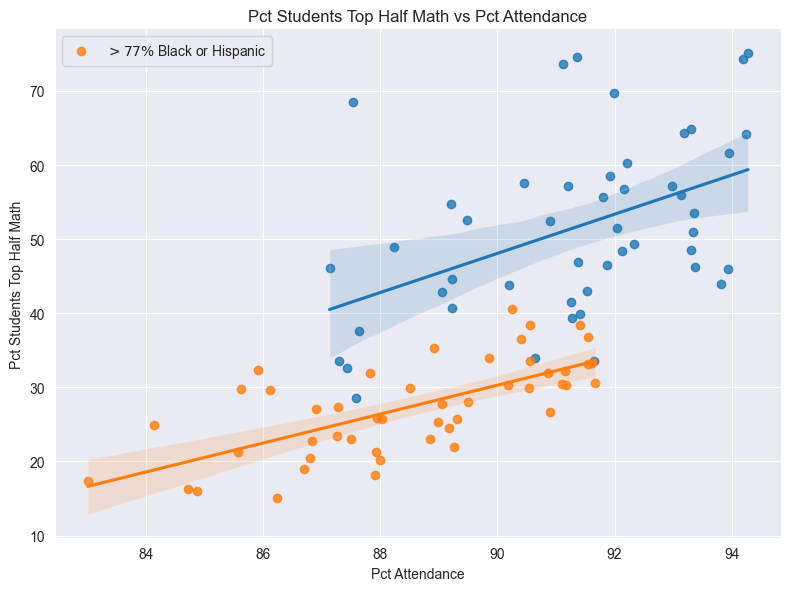 Pct Students Top Half Math vs Pct Attendance
> 77% Black or Hispanic
Pct Students Top Half Math
70
60
50
40
30
20
10
84 86 88 90 92 94
Pct Attendance